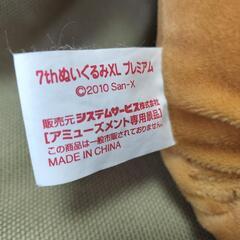 7thぬいぐるみXL プレミアム
©2010 San-X
販売元 システムサービス株式会社
[アミューズメント専用景品]
この商品は一般市販されておりません。
MADE IN CHINA